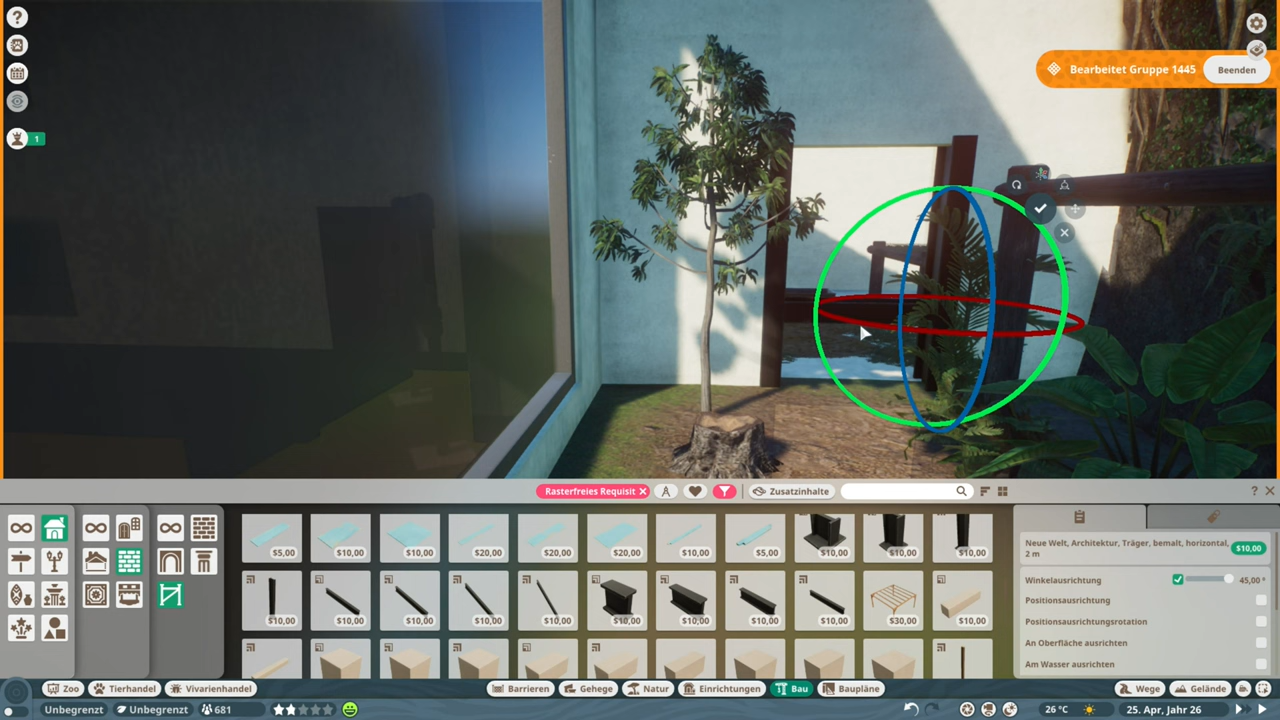 ?
1
Bearbeitet Gruppe 1445
Beenden
Rasterfreies Requisit ×
Zusatzinhalte
? ×
$5,00 $10,00 $10,00 $20,00 $20,00 $20,00 $10,00 $5,00 $10,00 $10,00 $10,00
$10,00 $10,00 $10,00 $10,00 $10,00 $10,00 $10,00 $10,00 $10,00 $30,00 $10,00
Neue Welt, Architektur, Träger, bemalt, horizontal,
2 m
$10,00
Winkelausrichtung 45,00 °
Positionsausrichtung
Positionsausrichtungsrotation
An Oberfläche ausrichten
Am Wasser ausrichten
Zoo Tierhandel Vivarienhandel Barrieren Gehege Natur Einrichtungen Bau Baupläne Wege Gelände
Unbegrenzt Unbegrenzt 681 26 °C 25. Apr, Jahr 26